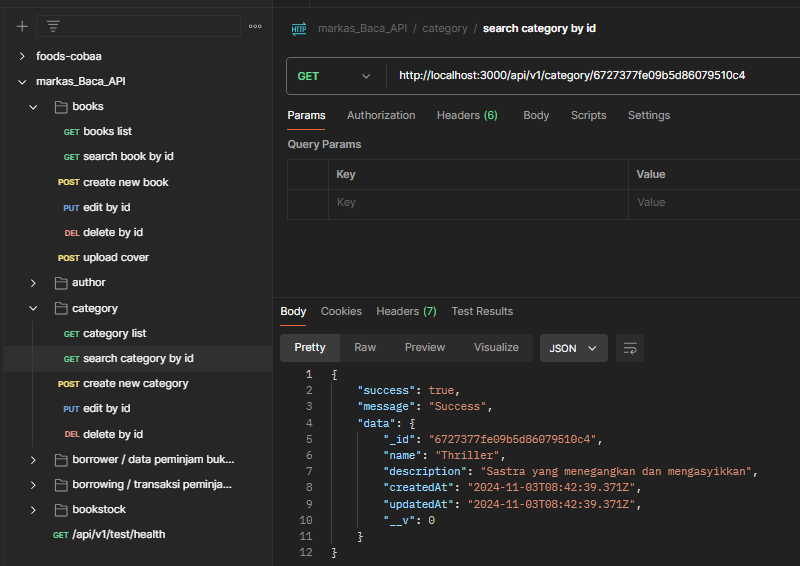 foods-cobaa
markas_Baca_API
books
GET books list
GET search book by id
POST create new book
PUT edit by id
DEL delete by id
POST upload cover
author
category
GET category list
GET search category by id
POST create new category
PUT edit by id
DEL delete by id
borrower / data peminjam buk...
borrowing / transaksi peminja...
bookstock
GET /api/v1/test/health
HTTP markas_Baca_API / category / search category by id
GET http://localhost:3000/api/v1/category/6727377fe09b5d86079510c4
Params Authorization Headers (6) Body Scripts Settings
Query Params
Key Value
Key Value
Body Cookies Headers (7) Test Results
Pretty Raw Preview Visualize JSON
1 {
2 "success": true,
3 "message": "Success",
4 "data": {
5 "_id": "6727377fe09b5d86079510c4",
6 "name": "Thriller",
7 "description": "Sastra yang menegangkan dan mengasyikkan",
8 "createdAt": "2024-11-03T08:42:39.371Z",
9 "updatedAt": "2024-11-03T08:42:39.371Z",
10 "__v": 0
11 }
12 }